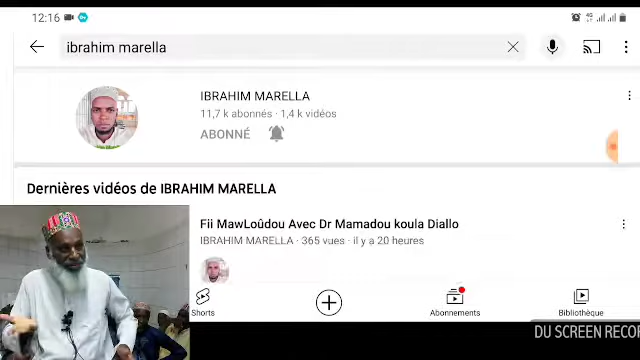 12:16
ibrahim marella
IBRAHIM MARELLA
11,7 k abonnés · 1,4 k vidéos
ABONNÉ
Dernières vidéos de IBRAHIM MARELLA
Fii MawLoûdou Avec Dr Mamadou koula Diallo
IBRAHIM MARELLA · 365 vues · il y a 20 heures
Shorts
Abonnements
Bibliothèque
DU SCREEN RECOR